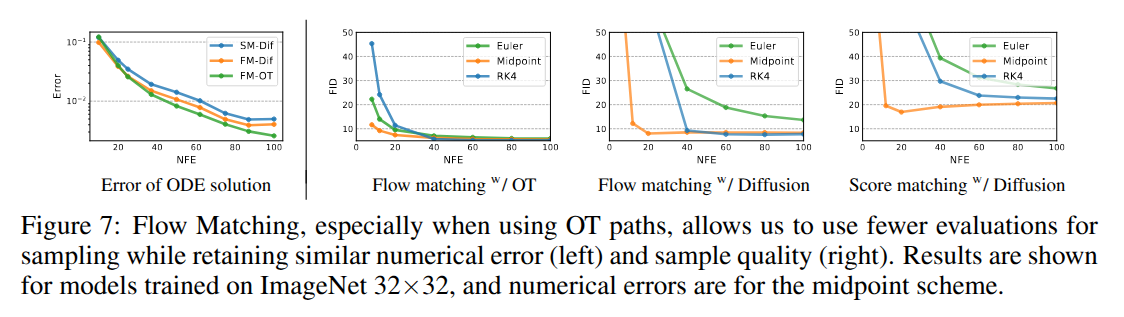 10⁻¹
10⁻²
Error
20 40 60 80 100
NFE
SM-Dif
FM-Dif
FM-OT
Error of ODE solution
50
40
30
20
10
FID
0 20 40 60 80 100
NFE
Euler
Midpoint
RK4
Flow matching w/ OT
50
40
30
20
10
FID
0 20 40 60 80 100
NFE
Euler
Midpoint
RK4
Flow matching w/ Diffusion
50
40
30
20
10
FID
0 20 40 60 80 100
NFE
Euler
Midpoint
RK4
Score matching w/ Diffusion
Figure 7: Flow Matching, especially when using OT paths, allows us to use fewer evaluations for
sampling while retaining similar numerical error (left) and sample quality (right). Results are shown
for models trained on ImageNet 32×32, and numerical errors are for the midpoint scheme.